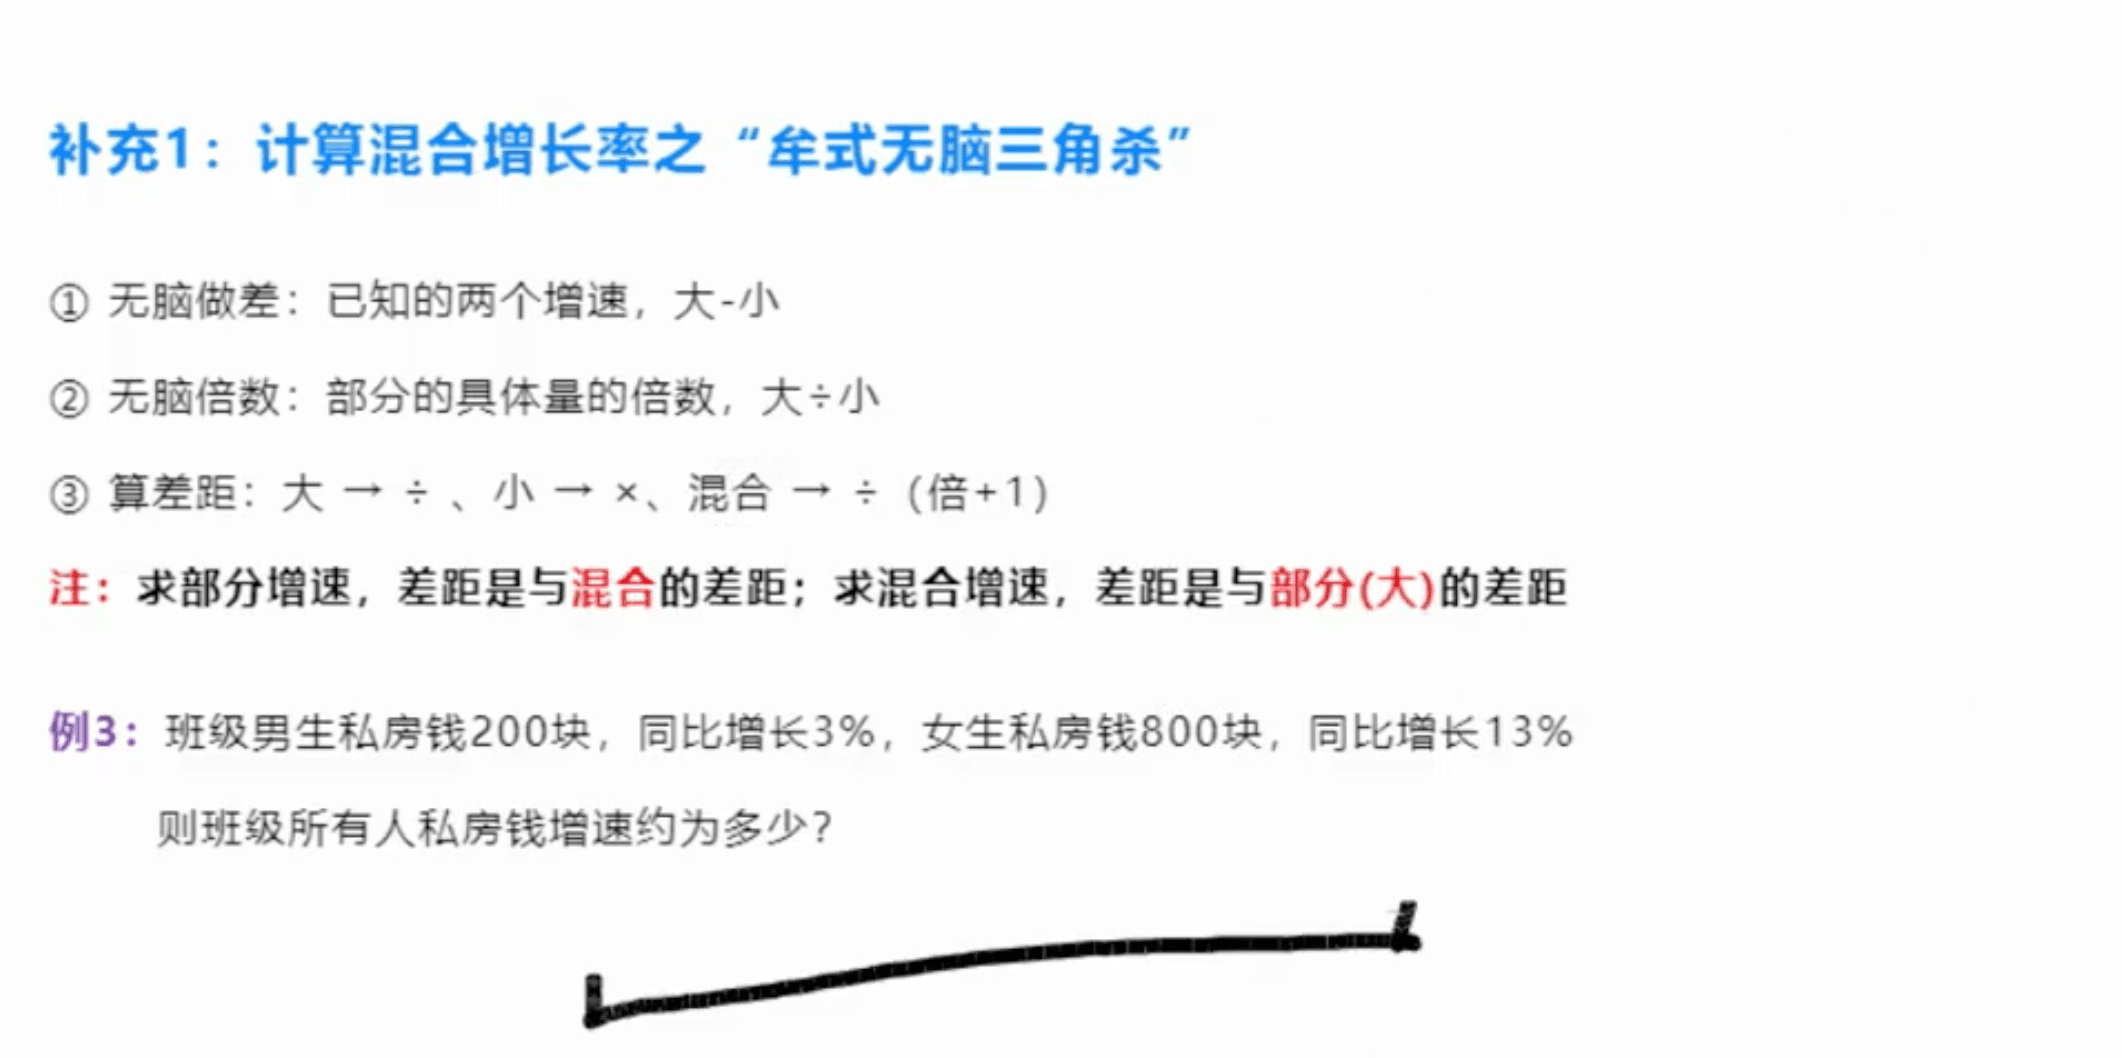 补充1：计算混合增长率之“牟式无脑三角杀”
① 无脑做差：已知的两个增速，大-小
② 无脑倍数：部分的具体量的倍数，大÷小
③ 算差距：大 → ÷ 、小 → ×、混合 → ÷（倍+1）
注：求部分增速，差距是与混合的差距；求混合增速，差距是与部分(大)的差距
例3：班级男生私房钱200块，同比增长3%，女生私房钱800块，同比增长13%
则班级所有人私房钱增速约为多少？